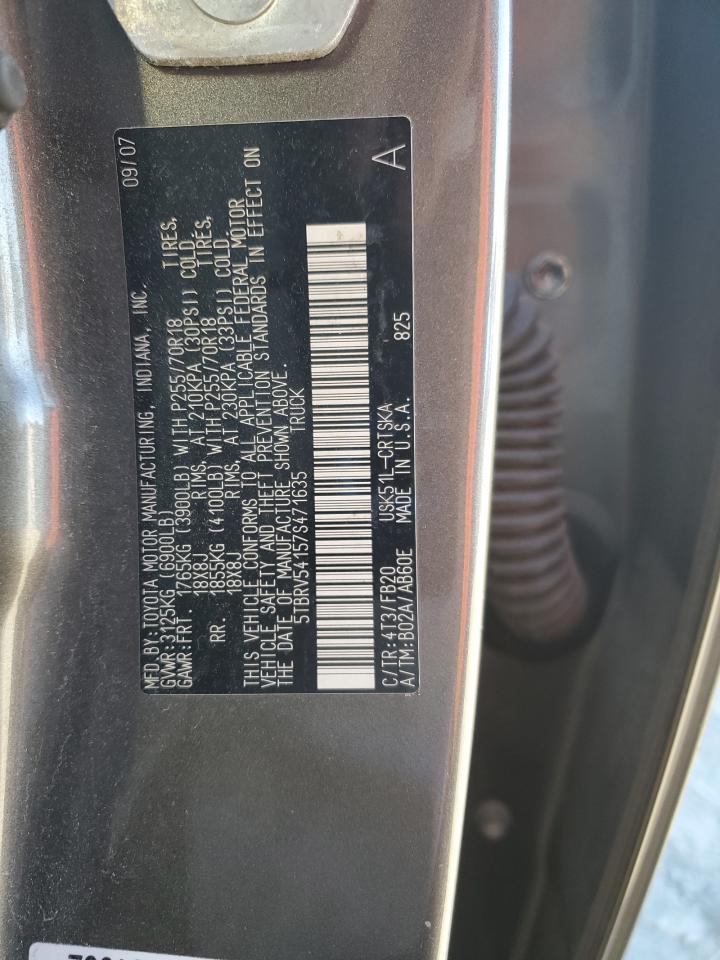 MFD.BY:TOYOTA MOTOR MANUFACTURING, INDIANA, INC. 09/07
GVWR:3125KG (6900LB)
GAWR:FRT. 1765KG (3900LB) WITH P255/70R18 TIRES,
18X8J RIMS, AT 210KPA (30PSI) COLD.
RR. 1855KG (4100LB) WITH P255/70R18 TIRES,
18X8J RIMS, AT 230KPA (33PSI) COLD.
THIS VEHICLE CONFORMS TO ALL APPLICABLE FEDERAL MOTOR
VEHICLE SAFETY AND THEFT PREVENTION STANDARDS IN EFFECT ON
THE DATE OF MANUFACTURE SHOWN ABOVE.
5TBRV54157S471635 TRUCK
C/TR:4T3/FB20 USK51L-CRTSKA A
A/TM:B02A/AB60E MADE IN U.S.A. 825